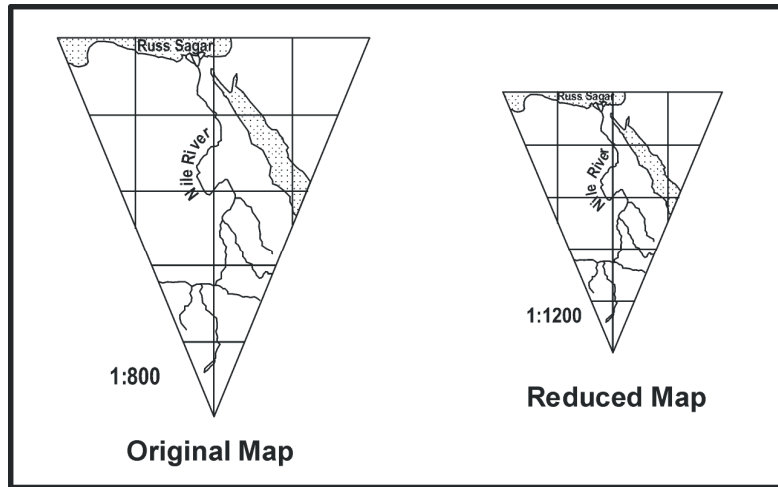 Russ Sagar
Nile River
1:800
Original Map
Russ Sagar
Nile River
1:1200
Reduced Map